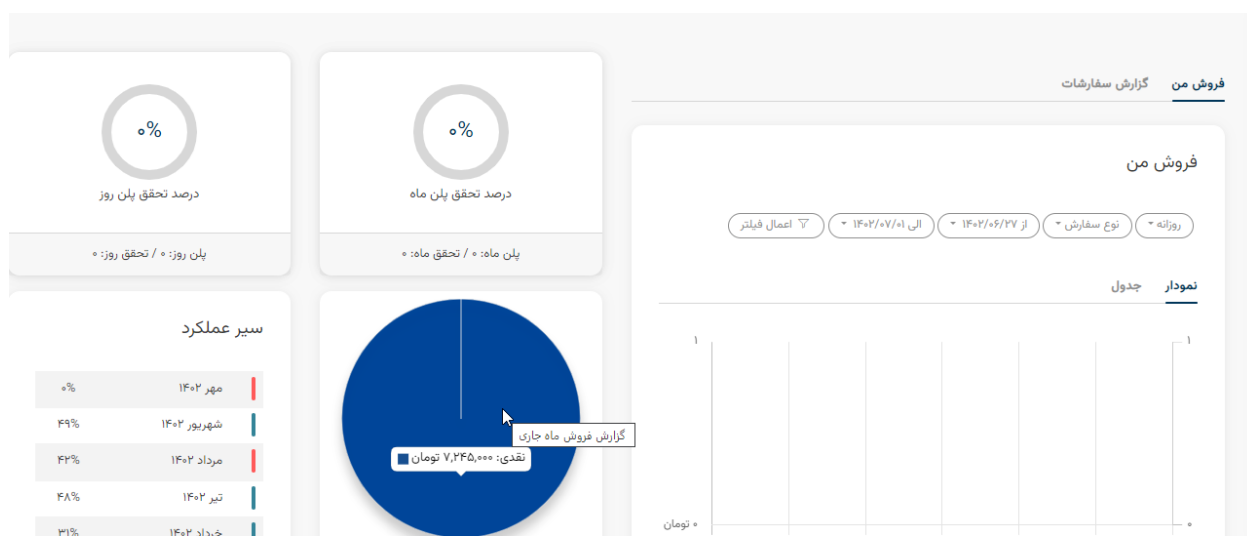 فروش من
گزارش سفارشات
فروش من
روزانه
نوع سفارش
از ۱۴۰۲/۰۶/۲۷
الی ۱۴۰۲/۰۷/۰۱
اعمال فیلتر
نمودار
جدول
۱
۱
۰ تومان
۰
۰%
درصد تحقق پلن ماه
پلن ماه: ۰ / تحقق ماه: ۰
۰%
درصد تحقق پلن روز
پلن روز: ۰ / تحقق روز: ۰
گزارش فروش ماه جاری
نقدی: ۷,۲۴۵,۰۰۰ تومان
سیر عملکرد
مهر ۱۴۰۲ ۰%
شهریور ۱۴۰۲ ۴۹%
مرداد ۱۴۰۲ ۴۲%
تیر ۱۴۰۲ ۴۸%
خرداد ۱۴۰۲ ۳۱%